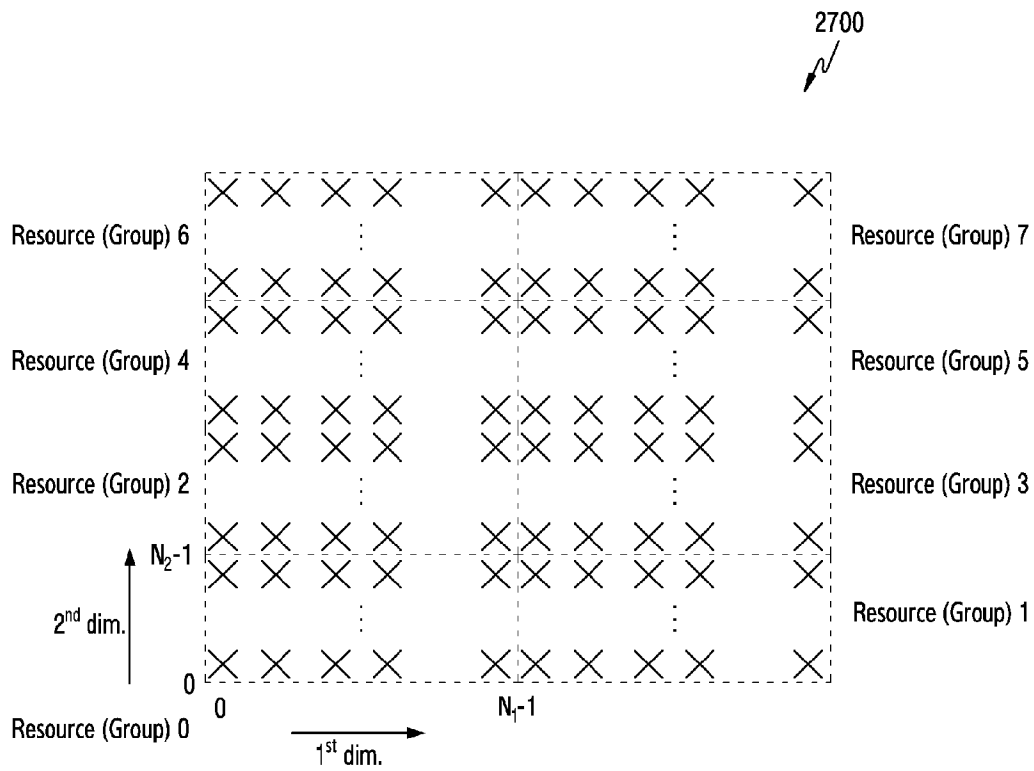 2700
Resource (Group) 6
Resource (Group) 7
Resource (Group) 4
Resource (Group) 5
Resource (Group) 2
Resource (Group) 3
N₂-1
2ⁿᵈ dim.
Resource (Group) 1
0
0
N₁-1
Resource (Group) 0
1ˢᵗ dim.